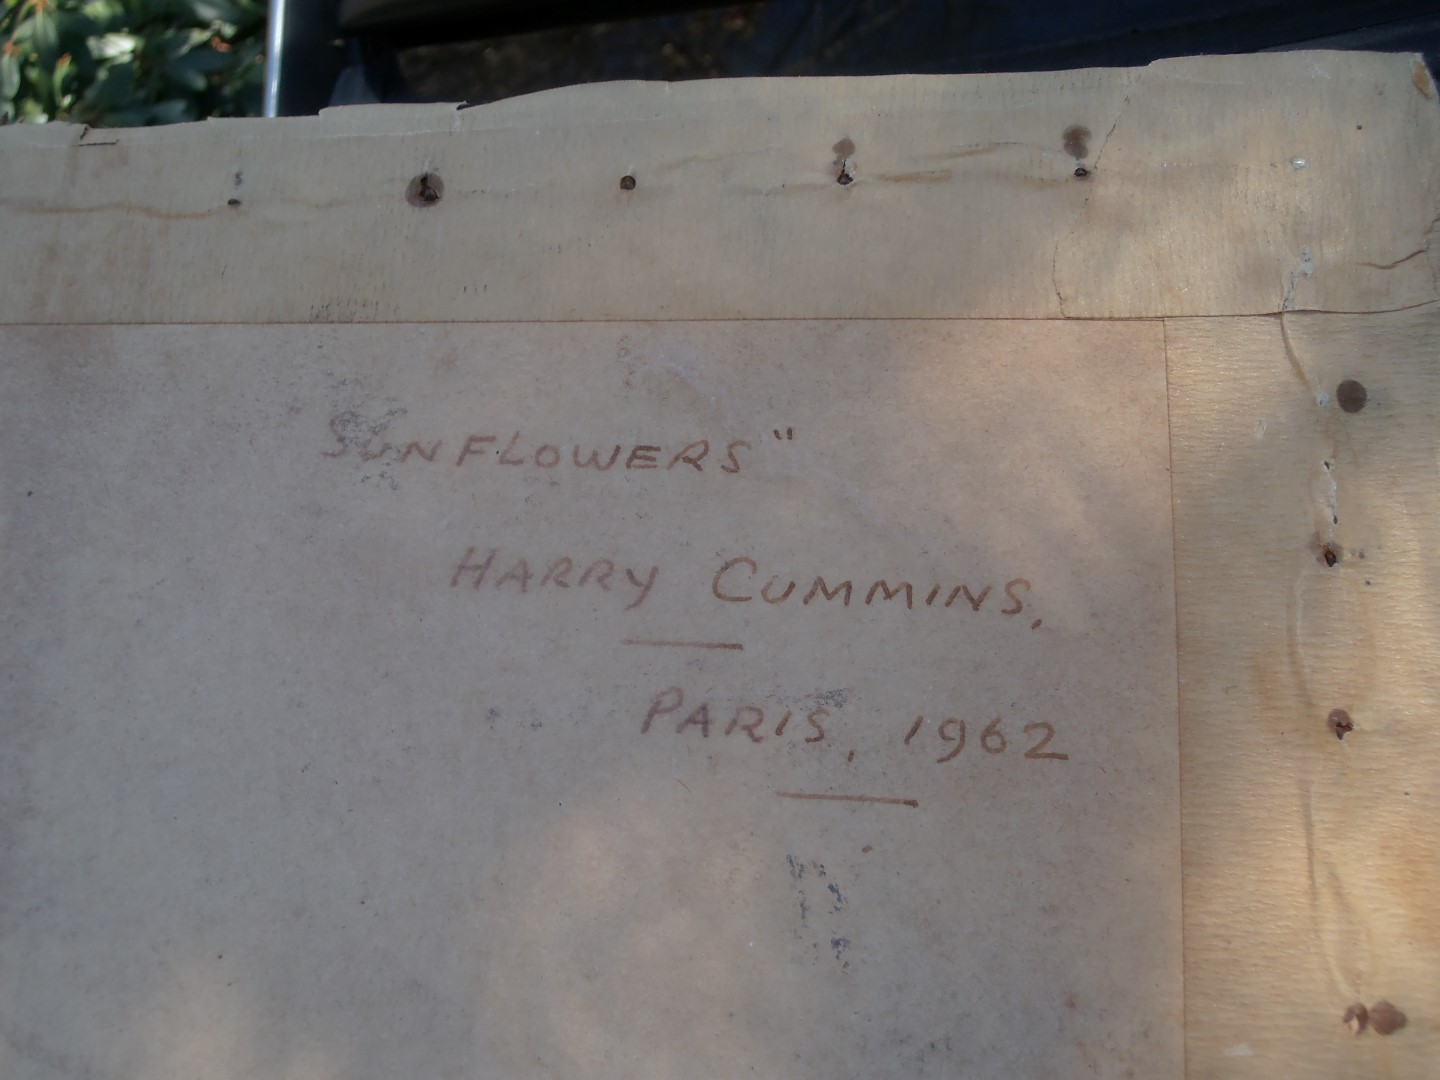 SUNFLOWERS"
HARRY CUMMINS,
PARIS, 1962